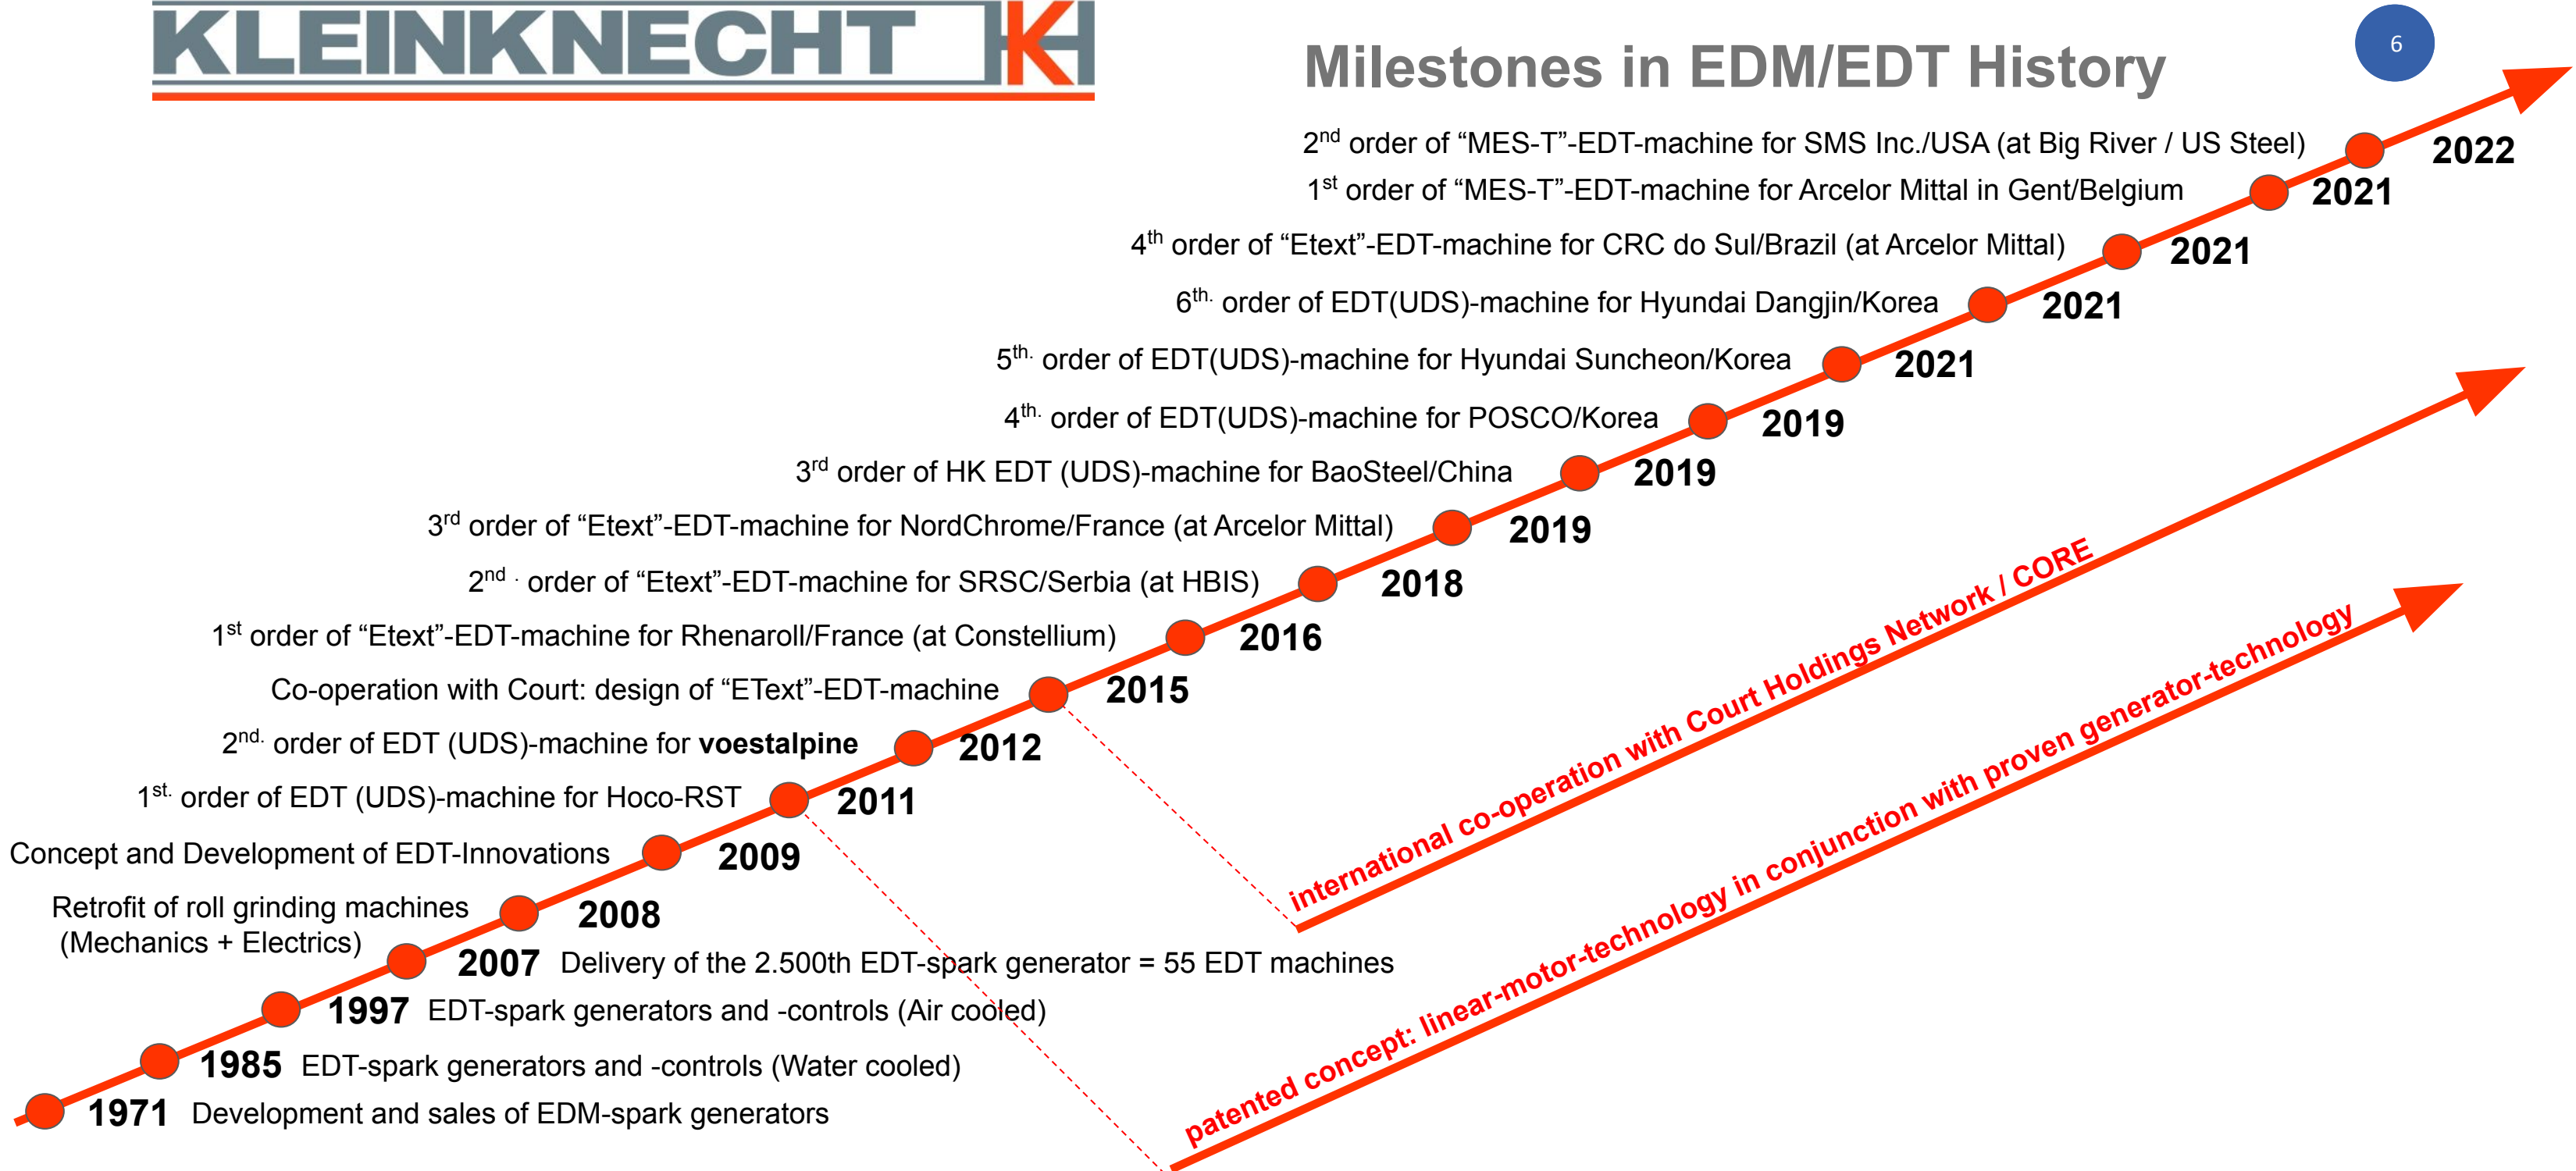 KLEINKNECHT HK
Milestones in EDM/EDT History
6
2nd order of “MES-T”-EDT-machine for SMS Inc./USA (at Big River / US Steel)
2022
1st order of “MES-T”-EDT-machine for Arcelor Mittal in Gent/Belgium
2021
4th order of “Etext”-EDT-machine for CRC do Sul/Brazil (at Arcelor Mittal)
2021
6th. order of EDT(UDS)-machine for Hyundai Dangjin/Korea
2021
5th. order of EDT(UDS)-machine for Hyundai Suncheon/Korea
2021
4th. order of EDT(UDS)-machine for POSCO/Korea
2019
3rd order of HK EDT (UDS)-machine for BaoSteel/China
2019
3rd order of “Etext”-EDT-machine for NordChrome/France (at Arcelor Mittal)
2019
2nd . order of “Etext”-EDT-machine for SRSC/Serbia (at HBIS)
2018
1st order of “Etext”-EDT-machine for Rhenaroll/France (at Constellium)
2016
Co-operation with Court: design of “EText”-EDT-machine
2015
2nd. order of EDT (UDS)-machine for voestalpine
2012
1st. order of EDT (UDS)-machine for Hoco-RST
2011
Concept and Development of EDT-Innovations
2009
Retrofit of roll grinding machines
(Mechanics + Electrics)
2008
2007 Delivery of the 2.500th EDT-spark generator = 55 EDT machines
1997 EDT-spark generators and -controls (Air cooled)
1985 EDT-spark generators and -controls (Water cooled)
1971 Development and sales of EDM-spark generators
international co-operation with Court Holdings Network / CORE
patented concept: linear-motor-technology in conjunction with proven generator-technology